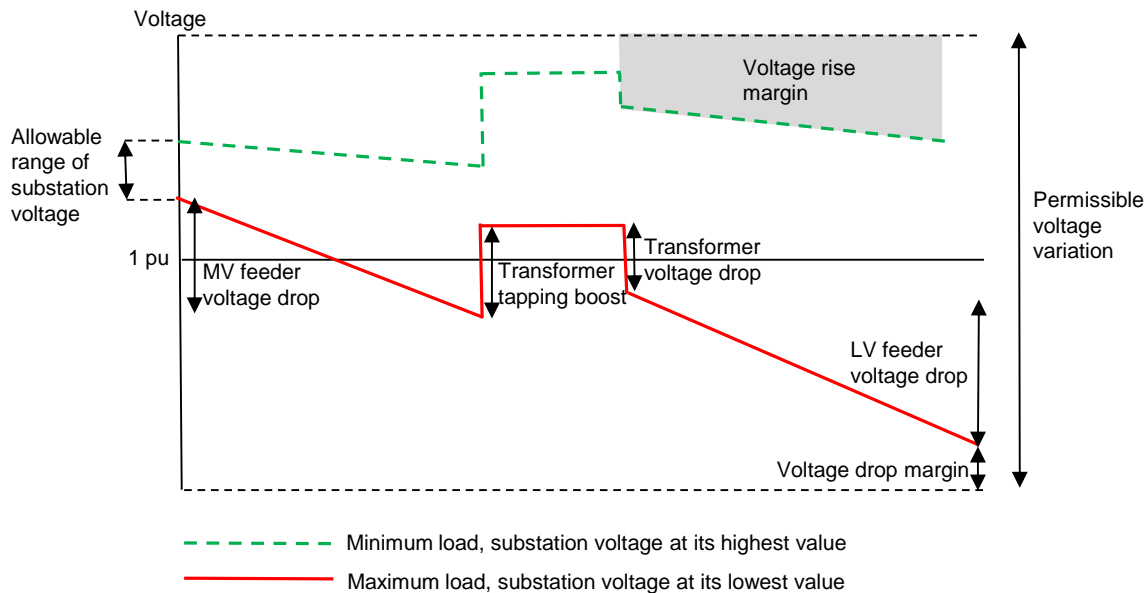 Voltage
Voltage rise
margin
Allowable
range of
substation
voltage
Permissible
voltage
variation
1 pu
MV feeder
voltage drop
Transformer
tapping boost
Transformer
voltage drop
LV feeder
voltage drop
Voltage drop margin
Minimum load, substation voltage at its highest value
Maximum load, substation voltage at its lowest value